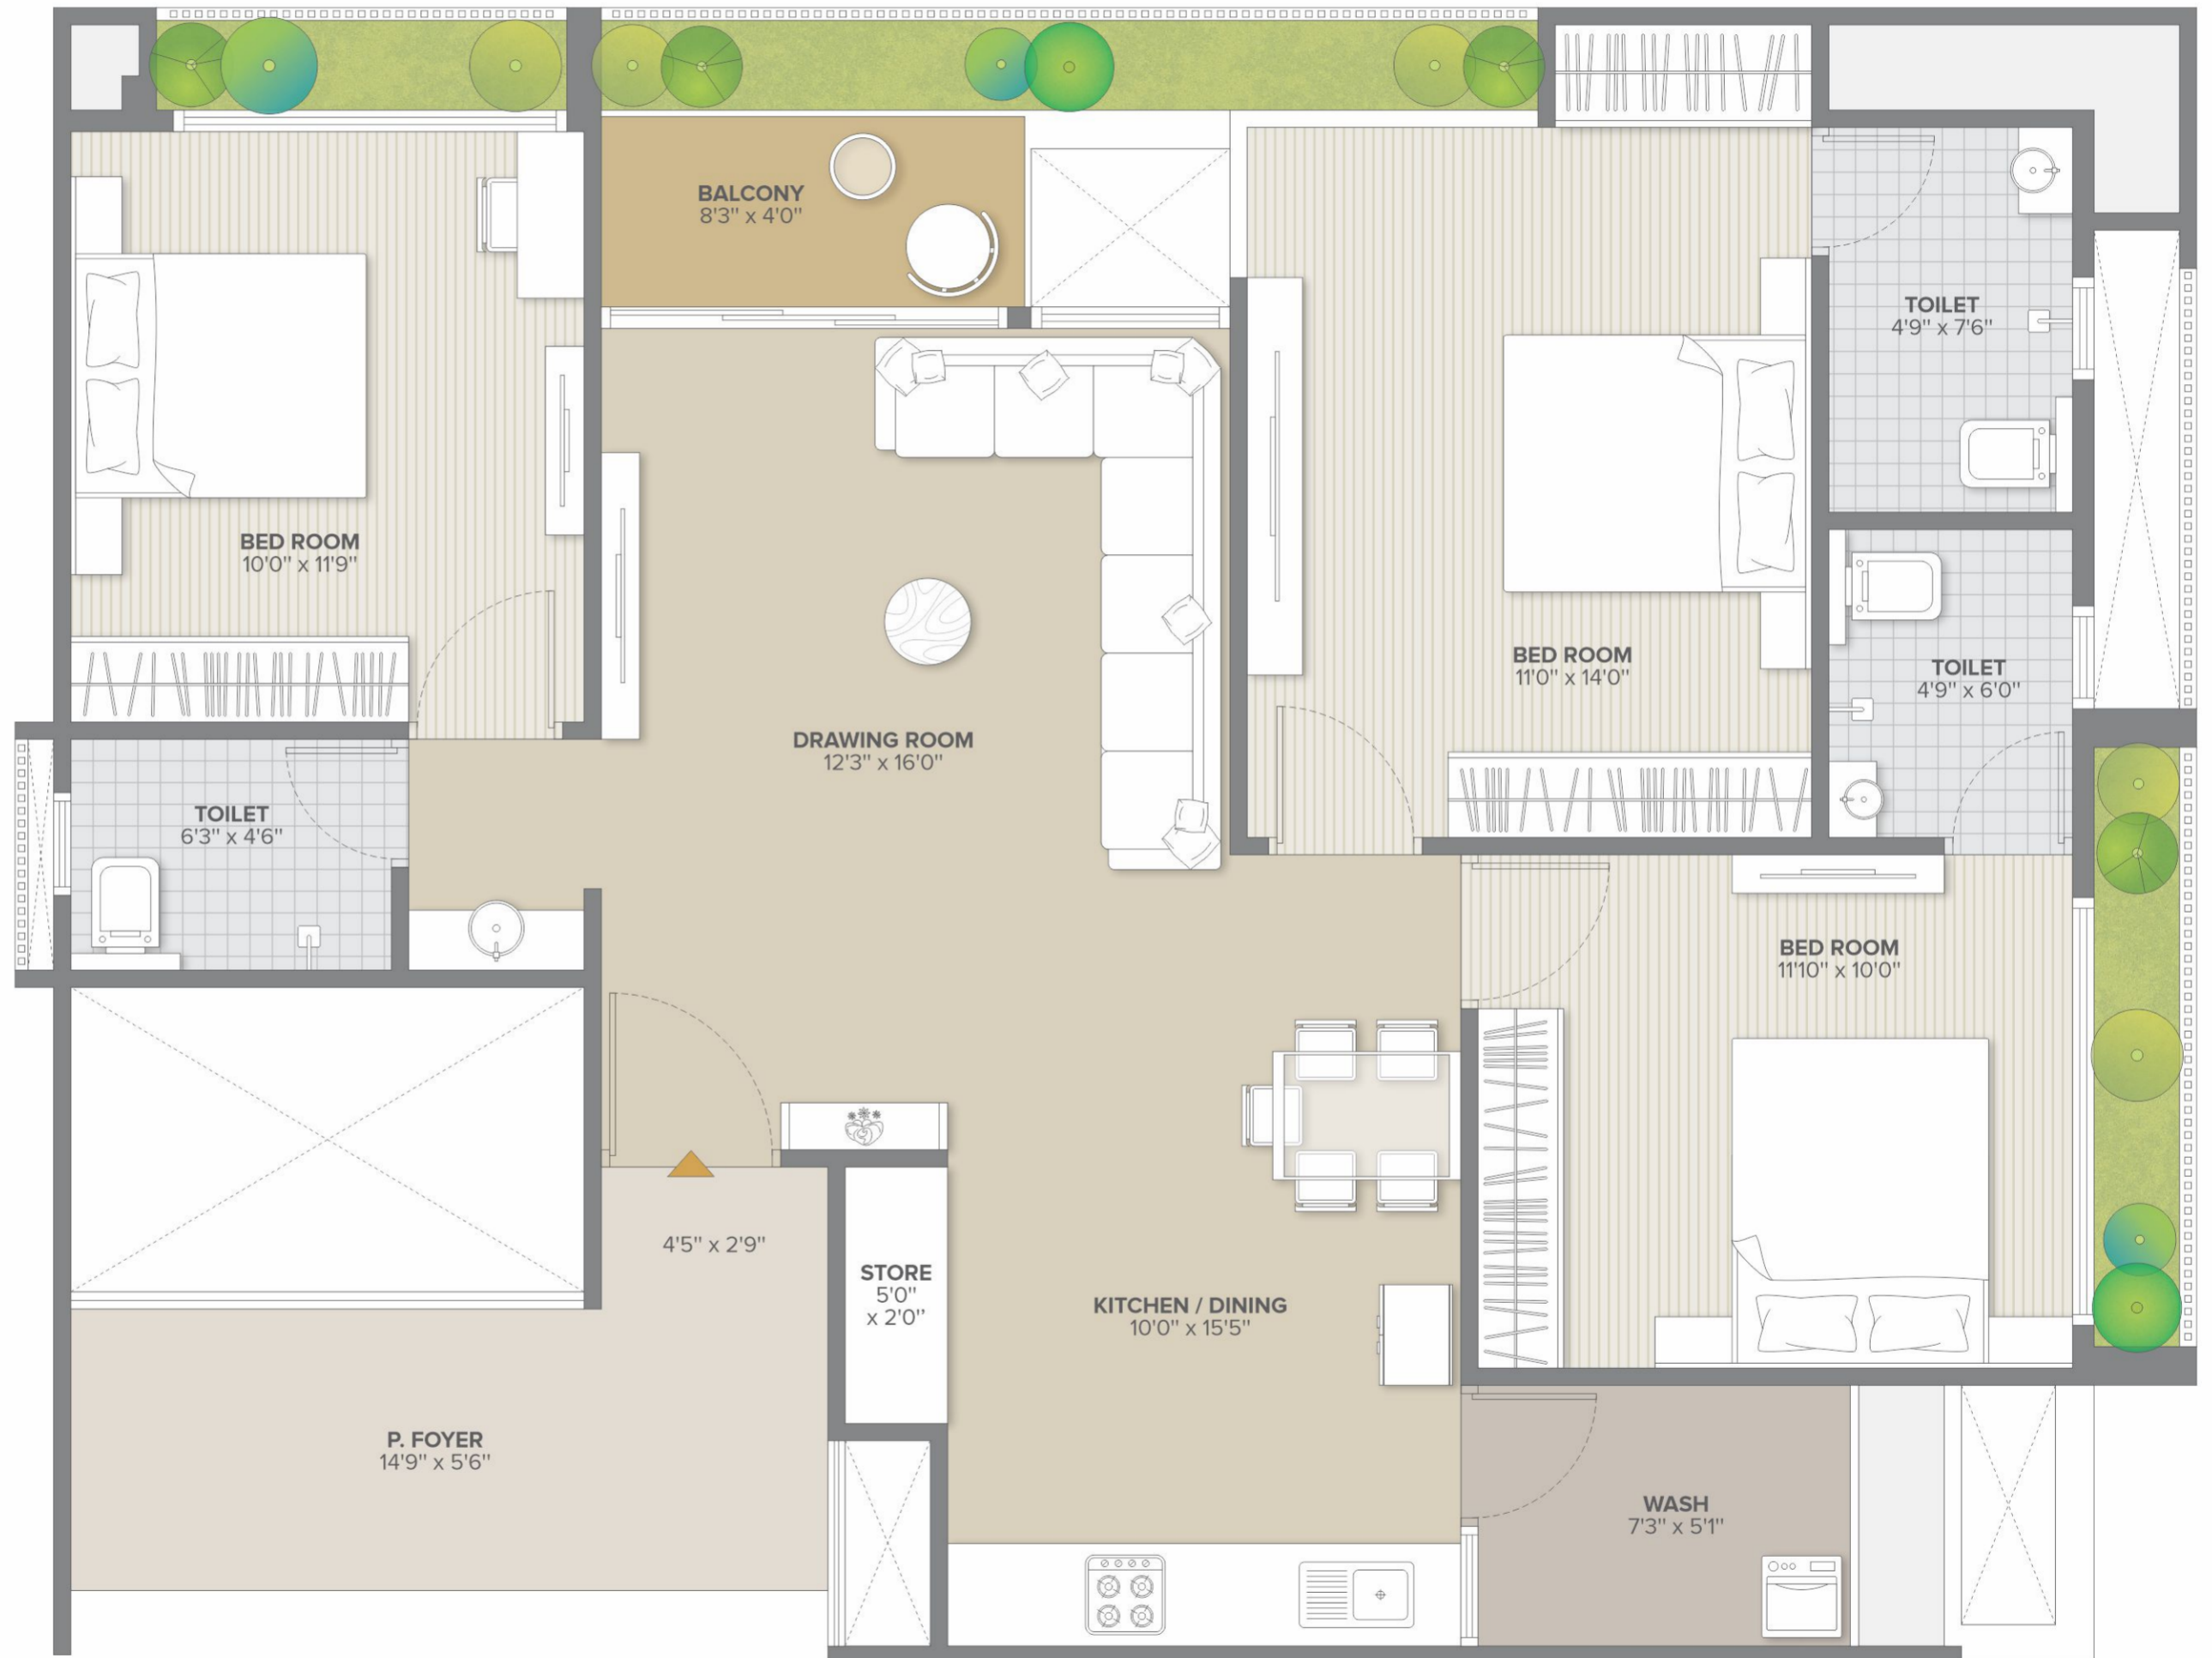 BALCONY
8'3" x 4'0"
TOILET
4'9" x 7'6"
BED ROOM
10'0" x 11'9"
BED ROOM
11'0" x 14'0"
TOILET
4'9" x 6'0"
DRAWING ROOM
12'3" x 16'0"
TOILET
6'3" x 4'6"
BED ROOM
11'10" x 10'0"
4'5" x 2'9"
STORE
5'0"
x 2'0"
KITCHEN / DINING
10'0" x 15'5"
P. FOYER
14'9" x 5'6"
WASH
7'3" x 5'1"